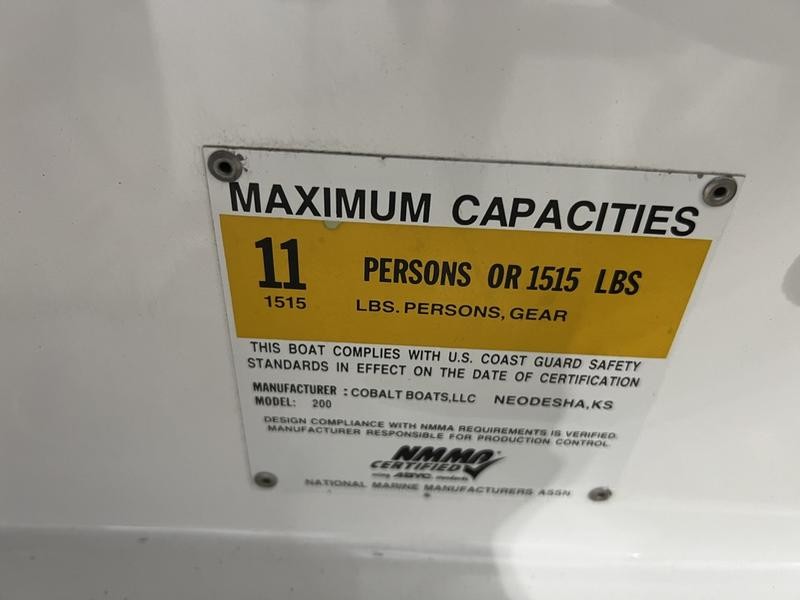 MAXIMUM CAPACITIES
11 PERSONS OR 1515 LBS
1515 LBS. PERSONS, GEAR
THIS BOAT COMPLIES WITH U.S. COAST GUARD SAFETY
STANDARDS IN EFFECT ON THE DATE OF CERTIFICATION
MANUFACTURER : COBALT BOATS, LLC NEODESHA, KS
MODEL: 200
DESIGN COMPLIANCE WITH NMMA REQUIREMENTS IS VERIFIED.
MANUFACTURER RESPONSIBLE FOR PRODUCTION CONTROL.
NMMA
CERTIFIED
using ABYC standards
NATIONAL MARINE MANUFACTURERS ASSN